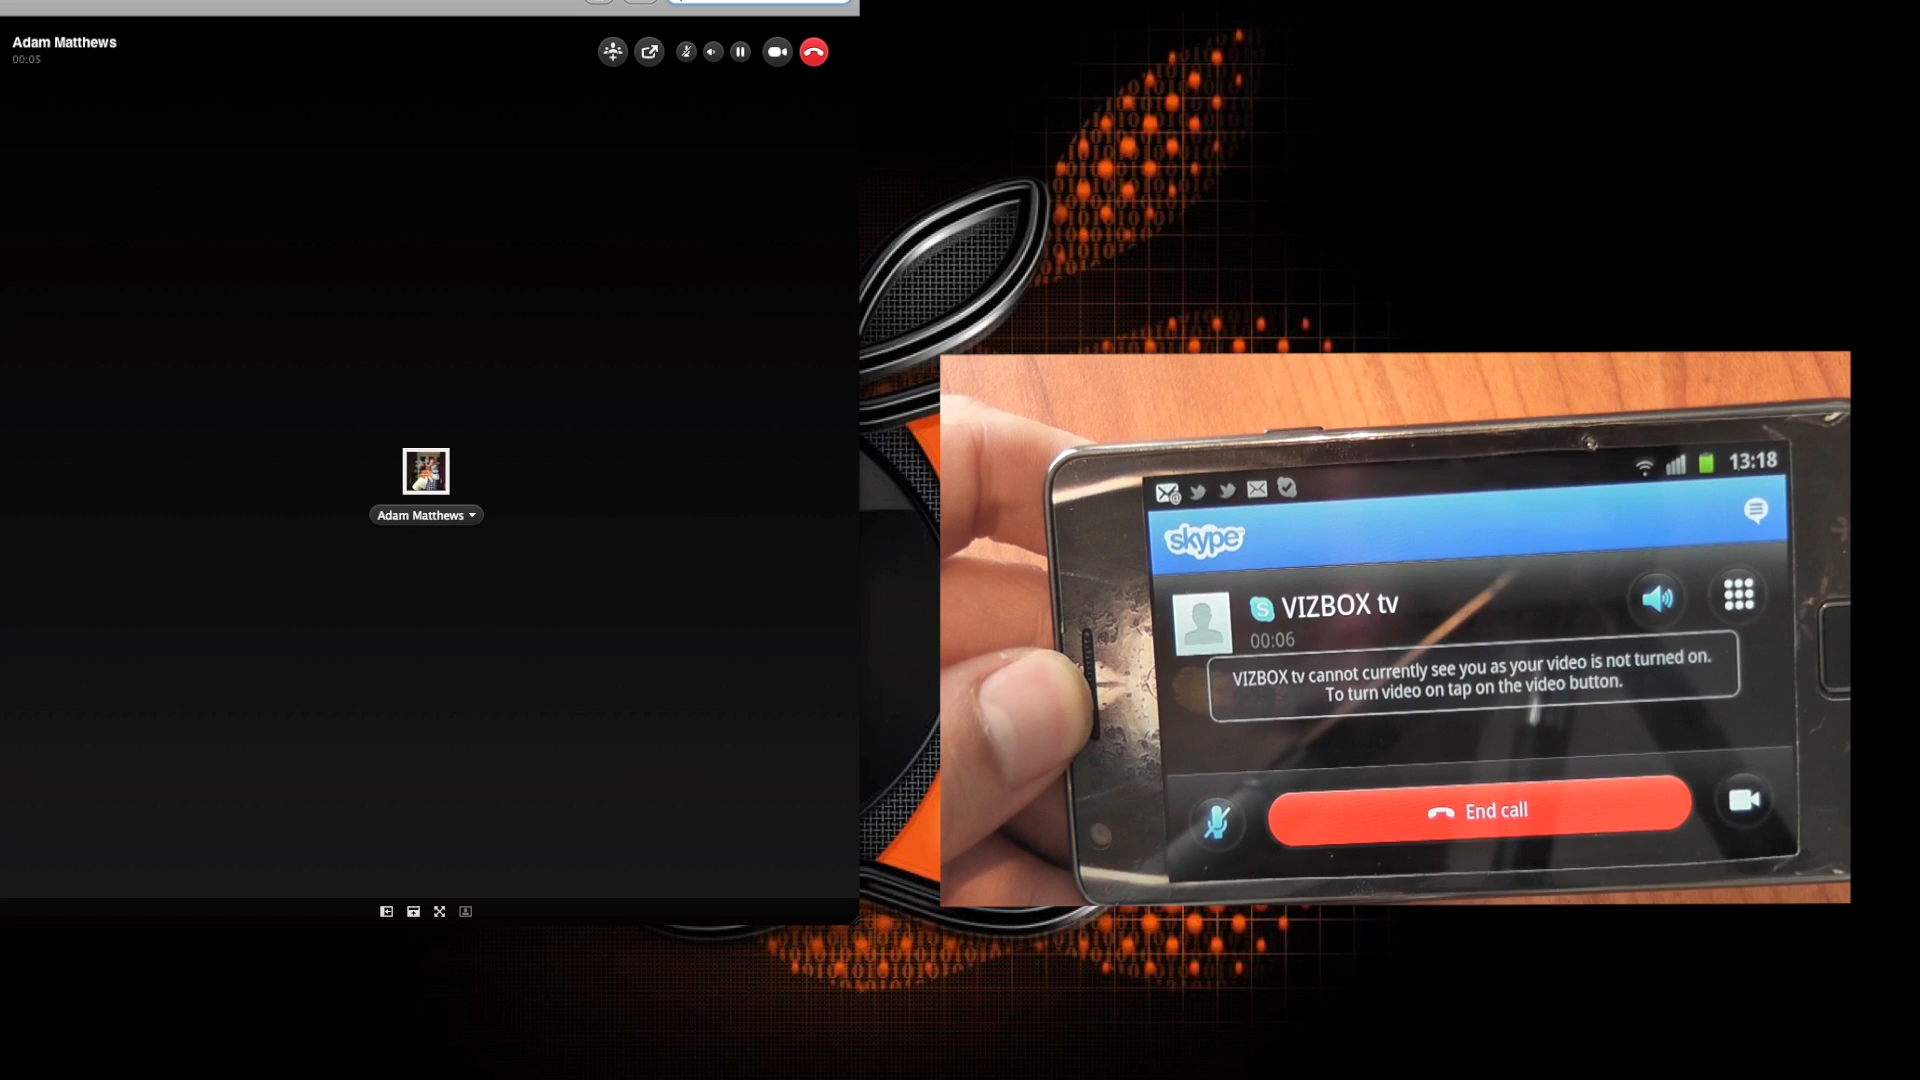 Adam Matthews
00:05
Adam Matthews
13:18
skype
VIZBOX tv
00:06
VIZBOX tv cannot currently see you as your video is not turned on.
To turn video on tap on the video button.
End call